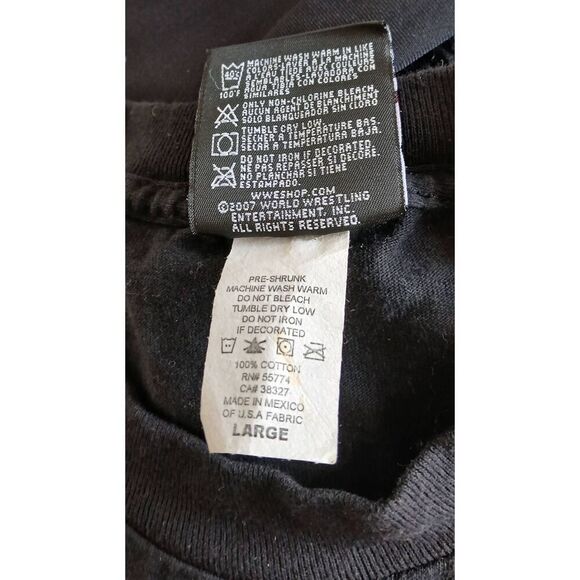 MACHINE WASH WARM IN LIKE
COLORS-LAVER A LA MACHINE
A L'EAU TIEDE AVEC COULEURS
SEMBLABLES-LAVADORA CON
AGUA TIBIA CON COLORES
SIMILARES
40°c
100°F
ONLY NON-CHLORINE BLEACH.
AUCUN AGENT DE BLANCHIMENT
SOLO BLANQUEADOR SIN CLORO
TUMBLE DRY LOW.
SECHER A TEMPERATURE BAS.
SECAR A TEMPERATURA BAJA.
DO NOT IRON IF DECORATED.
NE PAS REPASSER SI DECORE.
NO PLANCHAR SI TIENE
ESTAMPADO.
WWESHOP.COM
©2007 WORLD WRESTLING
ENTERTAINMENT, INC.
ALL RIGHTS RESERVED.
PRE-SHRUNK
MACHINE WASH WARM
DO NOT BLEACH
TUMBLE DRY LOW
DO NOT IRON
IF DECORATED
100% COTTON
RN# 55774
CA# 38327
MADE IN MEXICO
OF U.S.A FABRIC
LARGE